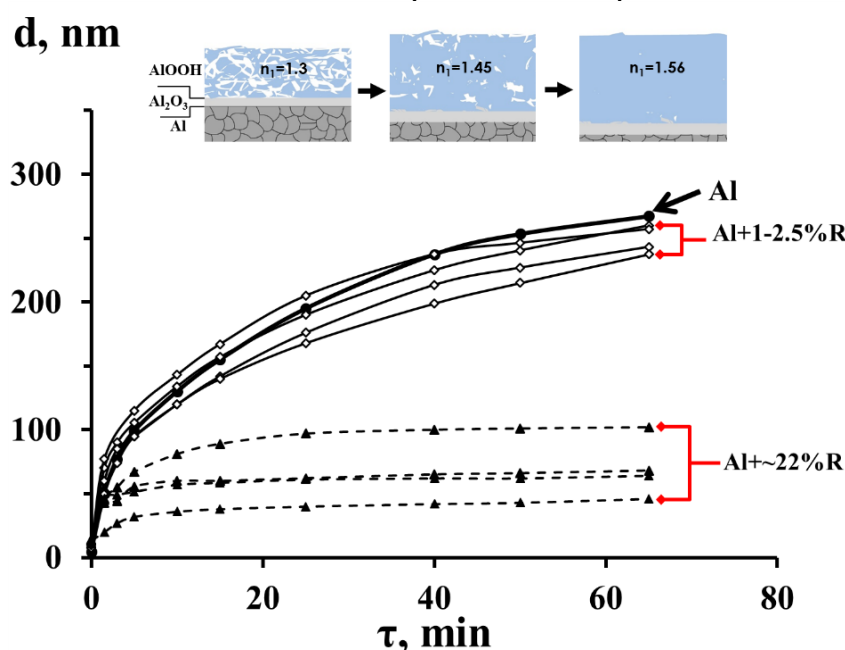 d, nm
AlOOH
Al₂O₃
Al
n₁=1.3
n₁=1.45
n₁=1.56
300
200
100
0
Al
Al+1-2.5%R
Al+~22%R
0 20 40 60 80
τ, min